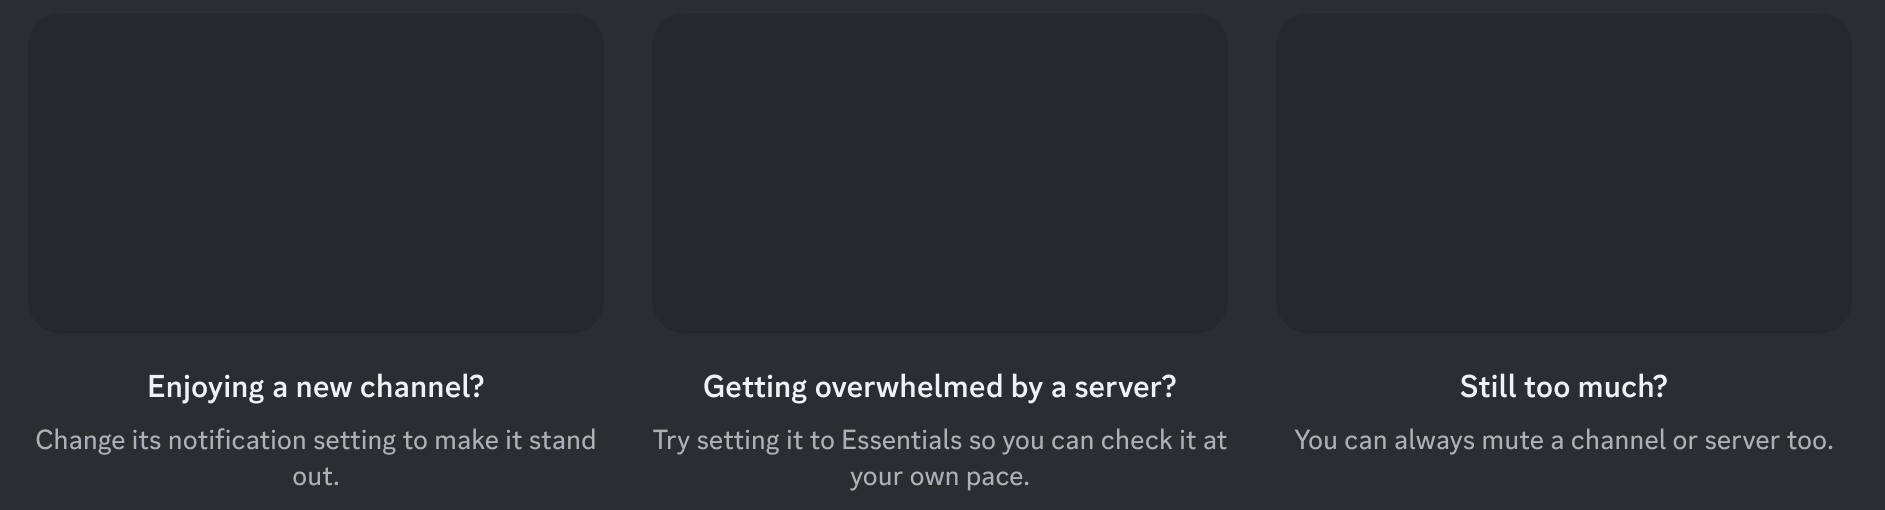 Enjoying a new channel?
Change its notification setting to make it stand
out.
Getting overwhelmed by a server?
Try setting it to Essentials so you can check it at
your own pace.
Still too much?
You can always mute a channel or server too.